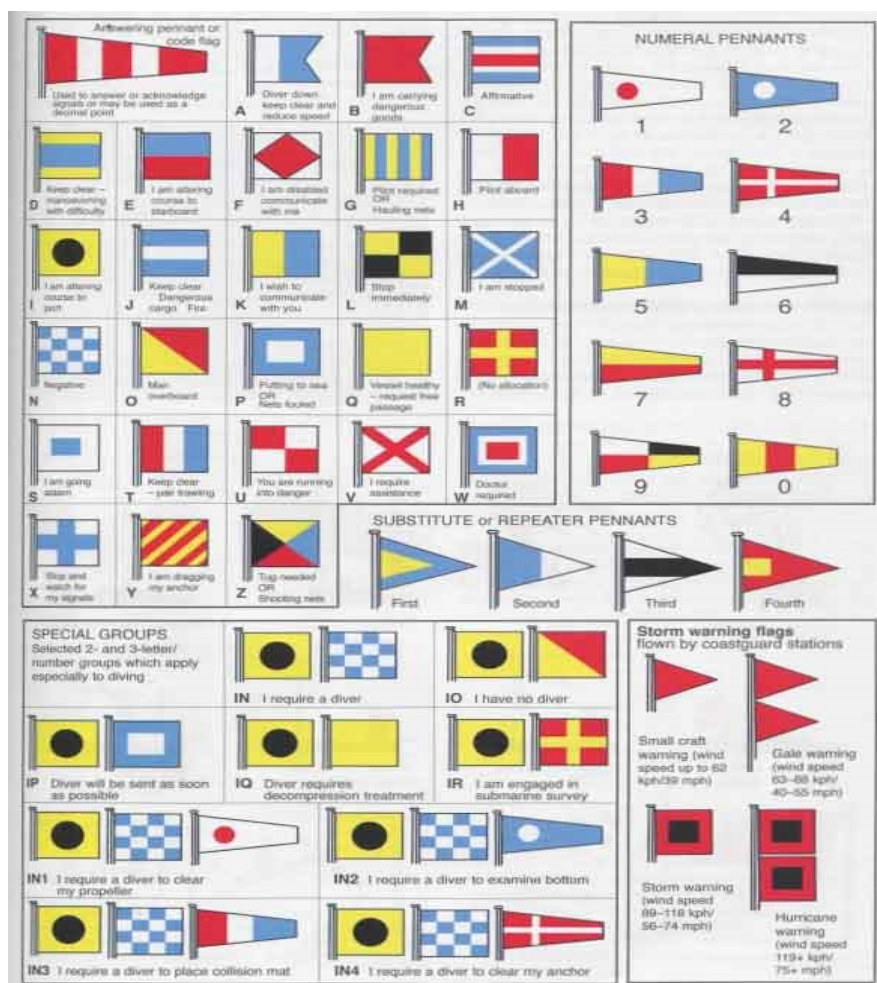 Answering pennant or
code flag
Used to answer or acknowledge
signals or may be used as a
decimal point
A
Diver down
keep clear and
reduce speed
B
I am carrying
dangerous
goods
C
Affirmative
D
Keep clear –
manoeuvring
with difficulty
E
I am altering
course to
starboard
F
I am disabled
communicate
with me
G
Pilot required
OR
Hauling nets
H
Pilot aboard
I
I am altering
course to
port
J
Keep clear
Dangerous
cargo Fire
K
I wish to
communicate
with you
L
Stop
immediately
M
I am stopped
N
Negative
O
Man
overboard
P
Putting to sea
OR
Nets fouled
Q
Vessel healthy
– request free
passage
R
(No allocation)
S
I am going
astern
T
Keep clear
– pair trawling
U
You are running
into danger
V
I require
assistance
W
Doctor
required
X
Stop and
watch for
my signals
Y
I am dragging
my anchor
Z
Tug needed
OR
Shooting nets
NUMERAL PENNANTS
1
2
3
4
5
6
7
8
9
0
SUBSTITUTE or REPEATER PENNANTS
First
Second
Third
Fourth
SPECIAL GROUPS
Selected 2- and 3-letter/
number groups which apply
especially to diving
IN I require a diver
IO I have no diver
IP Diver will be sent as soon
as possible
IQ Diver requires
decompression treatment
IR I am engaged in
submarine survey
IN1 I require a diver to clear
my propeller
IN2 I require a diver to examine bottom
IN3 I require a diver to place collision mat
IN4 I require a diver to clear my anchor
Storm warning flags
flown by coastguard stations
Small craft
warning (wind
speed up to 62
kph/39 mph)
Gale warning
(wind speed
63–88 kph/
40–55 mph)
Storm warning
(wind speed
89–118 kph/
56–74 mph)
Hurricane
warning
(wind speed
119+ kph/
75+ mph)